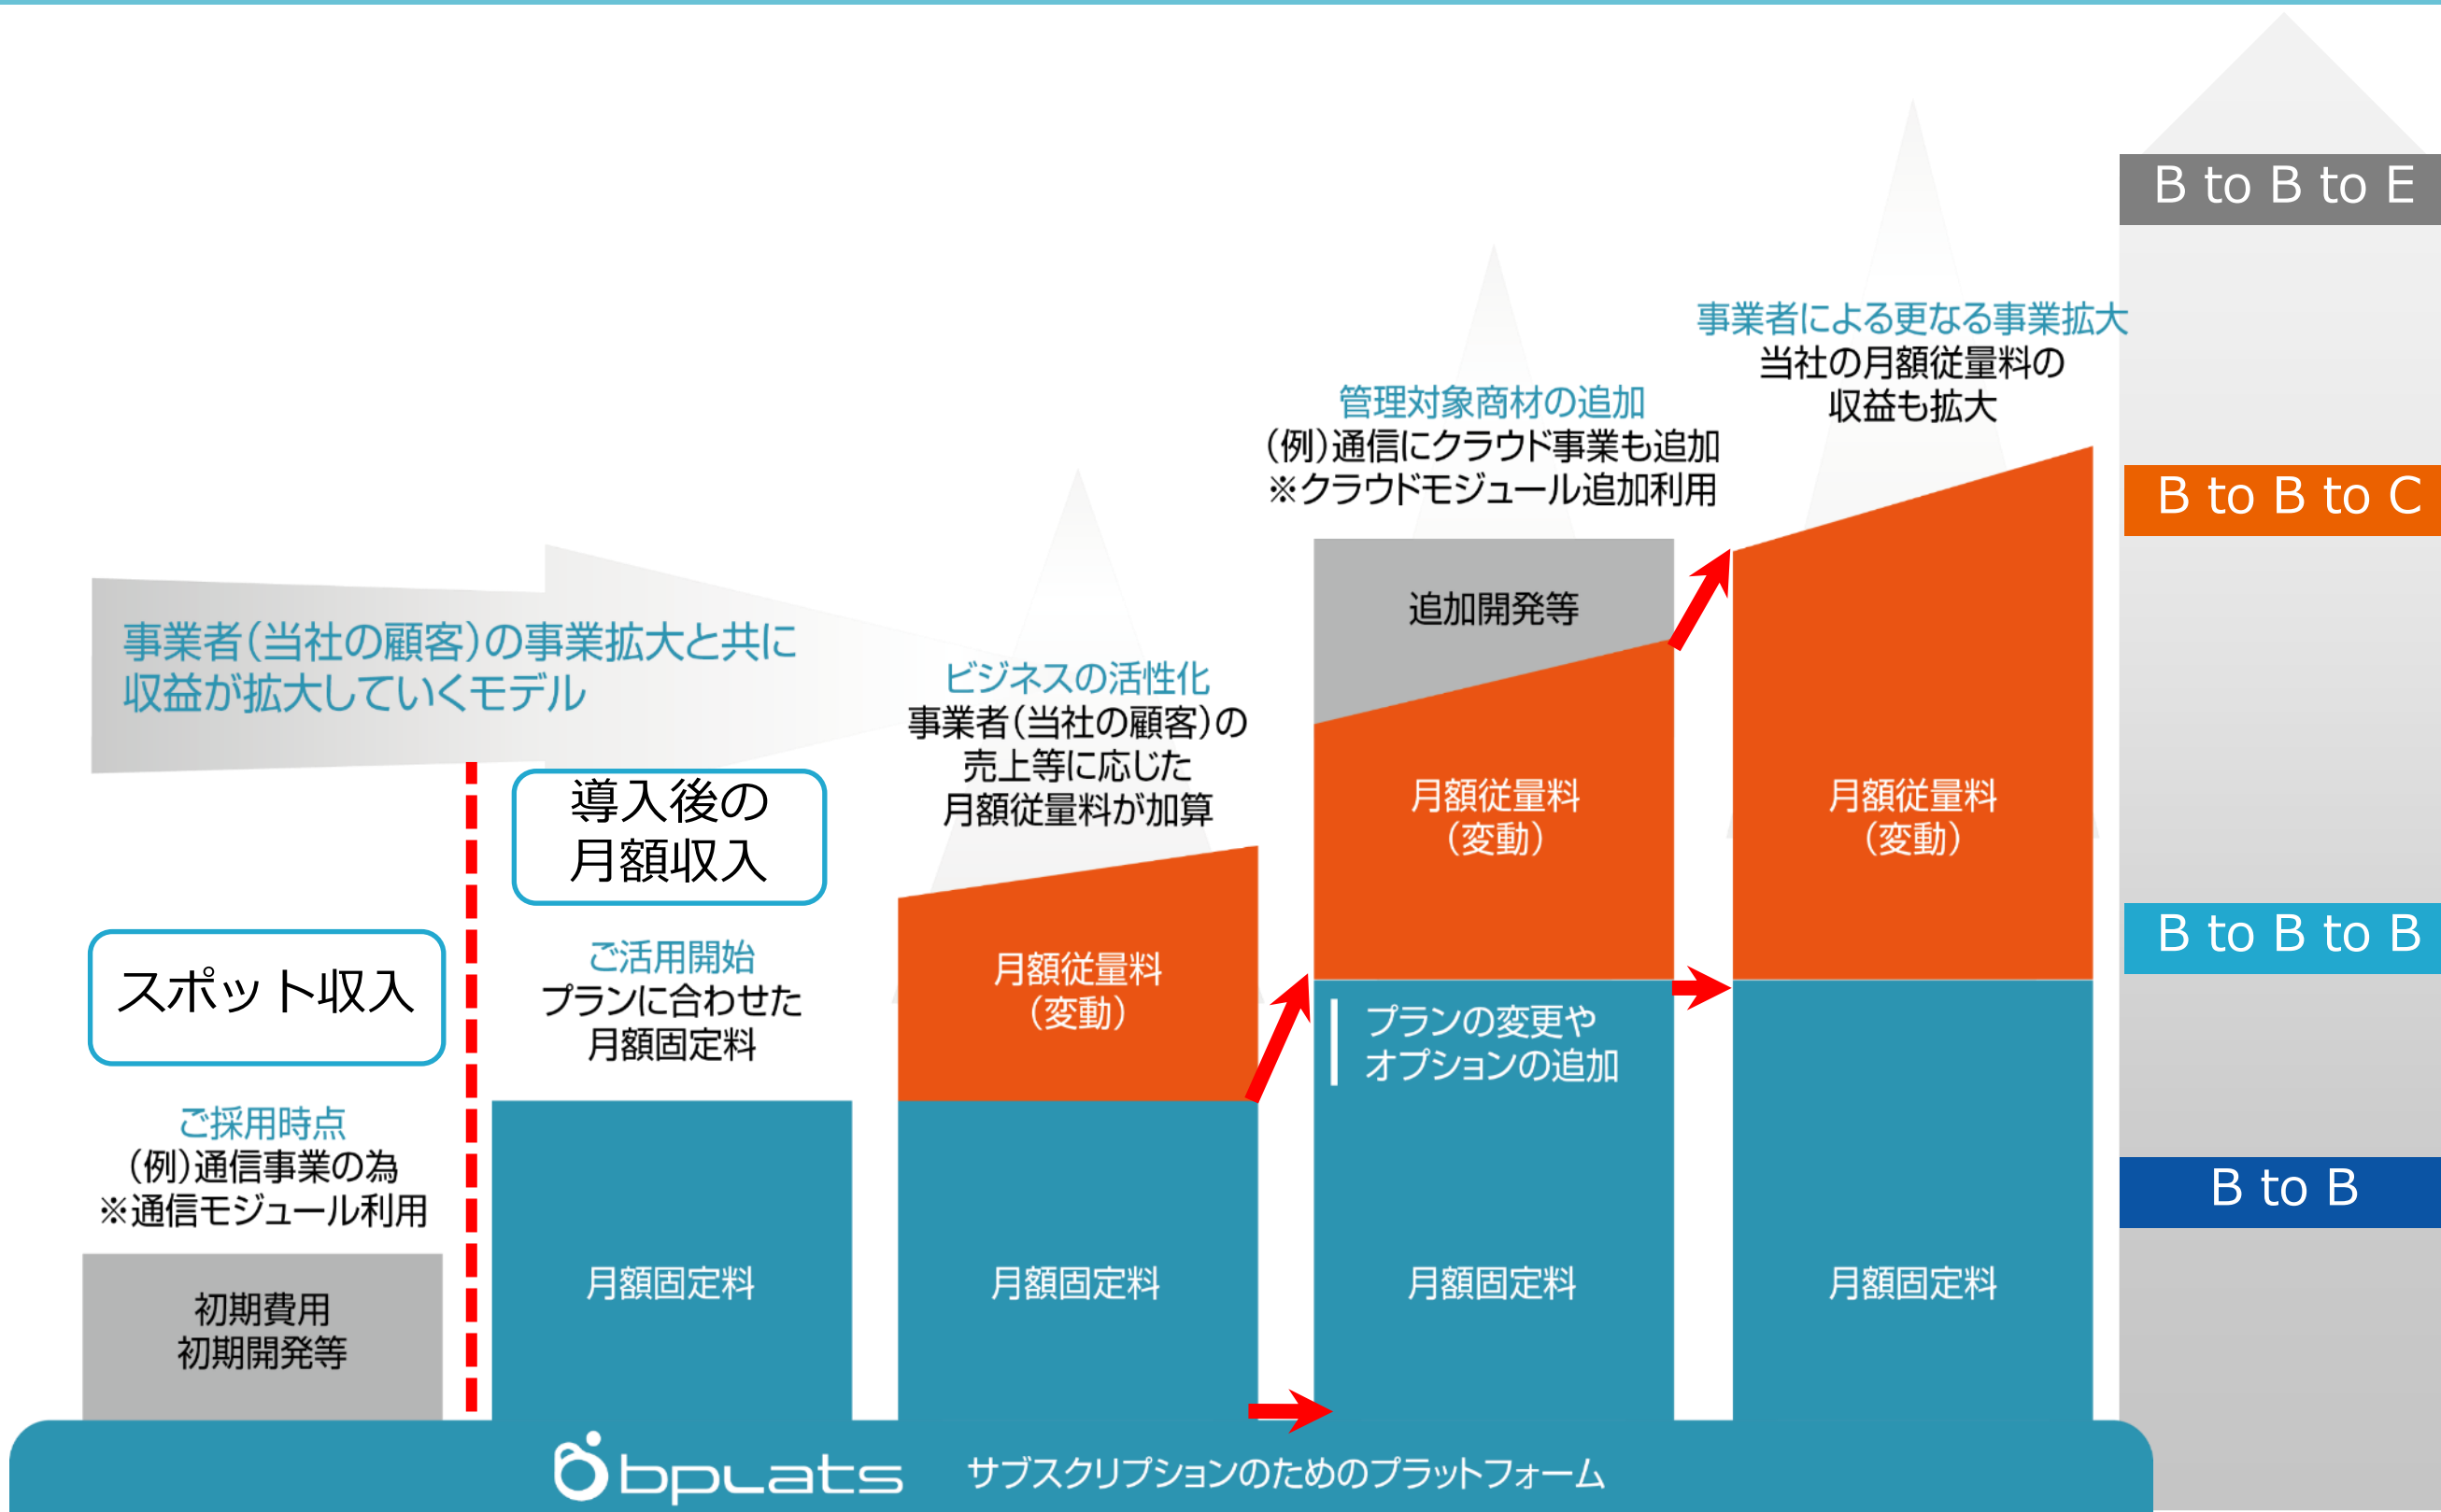 事業者（当社の顧客）の事業拡大と共に
収益が拡大していくモデル
スポット収入
ご採用時点
（例）通信事業の為
※通信モジュール利用
初期費用
初期開発等
導入後の
月額収入
ご活用開始
プランに合わせた
月額固定料
月額固定料
ビジネスの活性化
事業者（当社の顧客）の
売上等に応じた
月額従量料が加算
月額従量料
（変動）
月額固定料
管理対象商材の追加
（例）通信にクラウド事業も追加
※クラウドモジュール追加利用
追加開発等
月額従量料
（変動）
プランの変更や
オプションの追加
月額固定料
事業者による更なる事業拡大
当社の月額従量料の
収益も拡大
月額従量料
（変動）
月額固定料
B to B to E
B to B to C
B to B to B
B to B
bplats
サブスクリプションのためのプラットフォーム